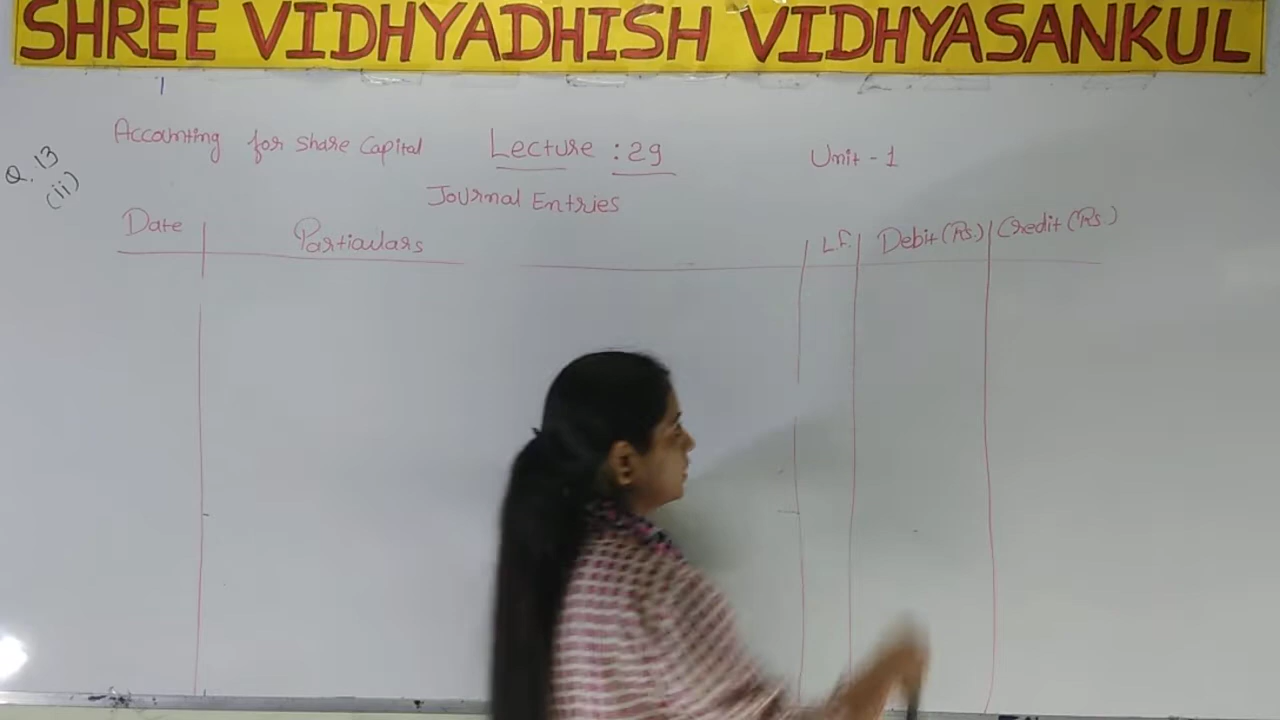 SHREE VIDHYADHISH VIDHYASANKUL
Accounting for Share Capital Lecture : 29 Unit - 1
Q. 13
(ii)
Journal Entries
Date Particulars L.F. Debit (Rs.) Credit (Rs.)